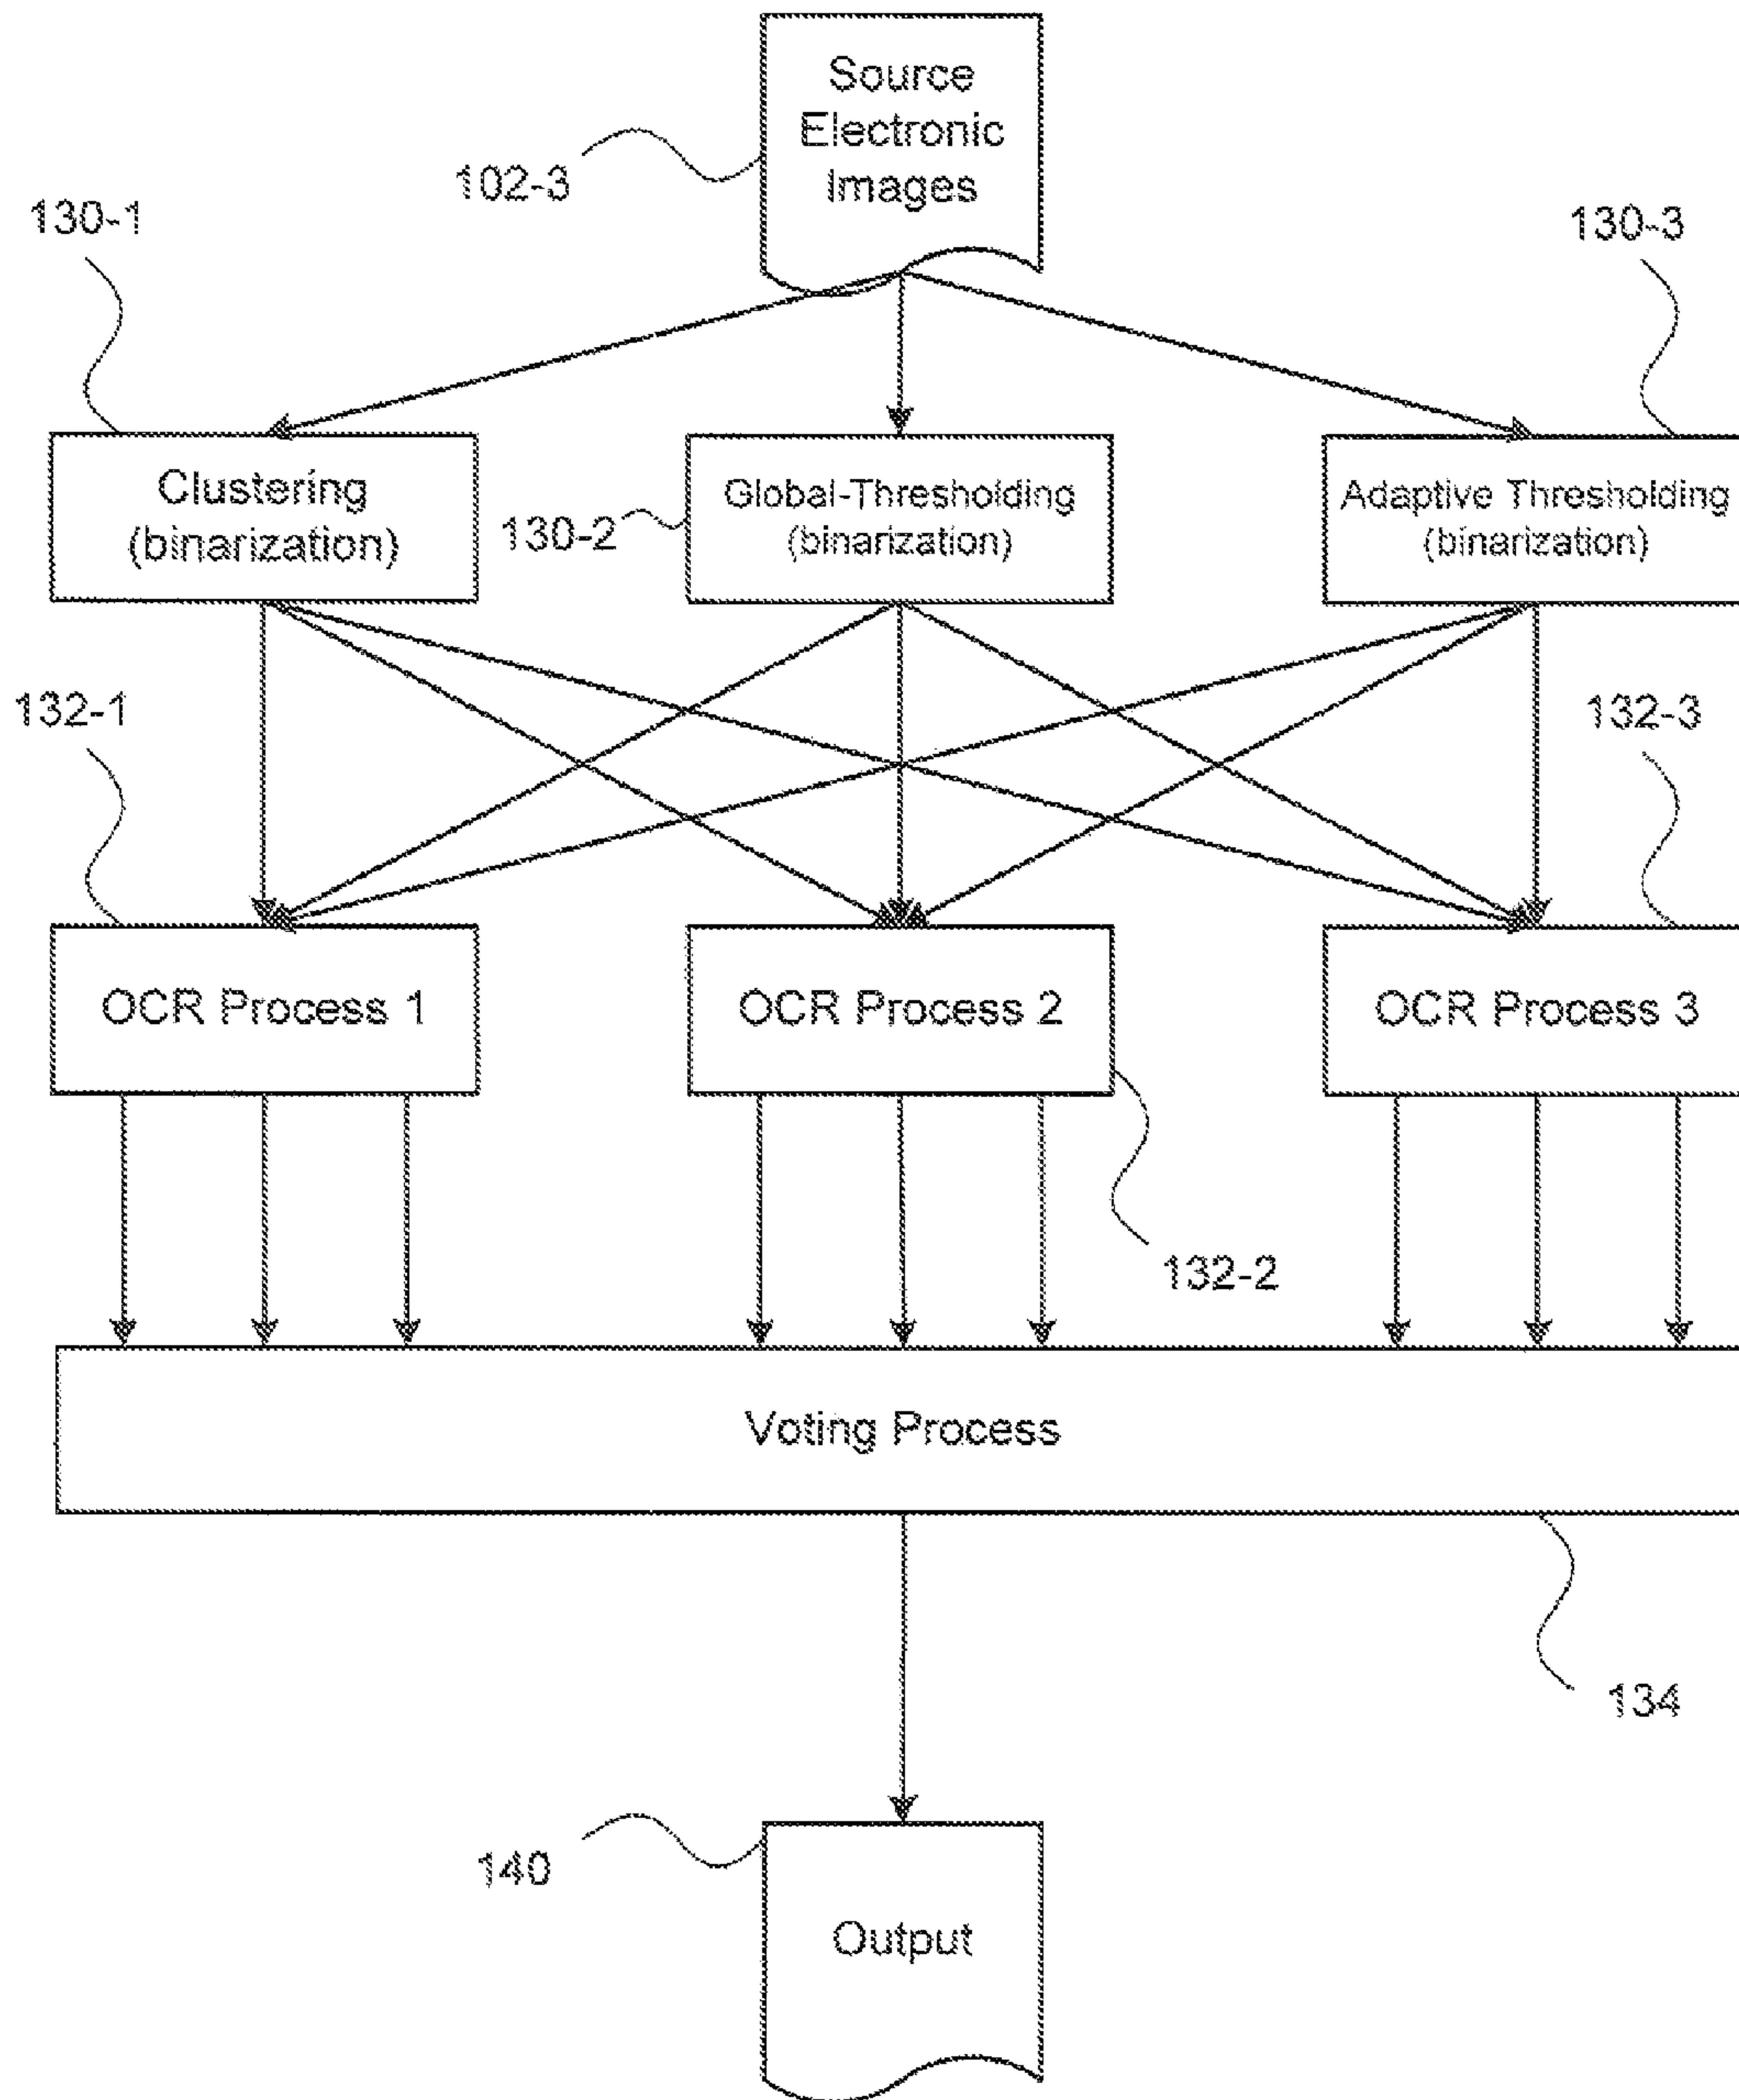 Source
Electronic
Images
102-3
130-1
130-3
Clustering
(binarization)
130-2
Global-Thresholding
(binarization)
Adaptive Thresholding
(binarization)
132-1
132-3
OCR Process 1
OCR Process 2
OCR Process 3
132-2
Voting Process
134
140
Output